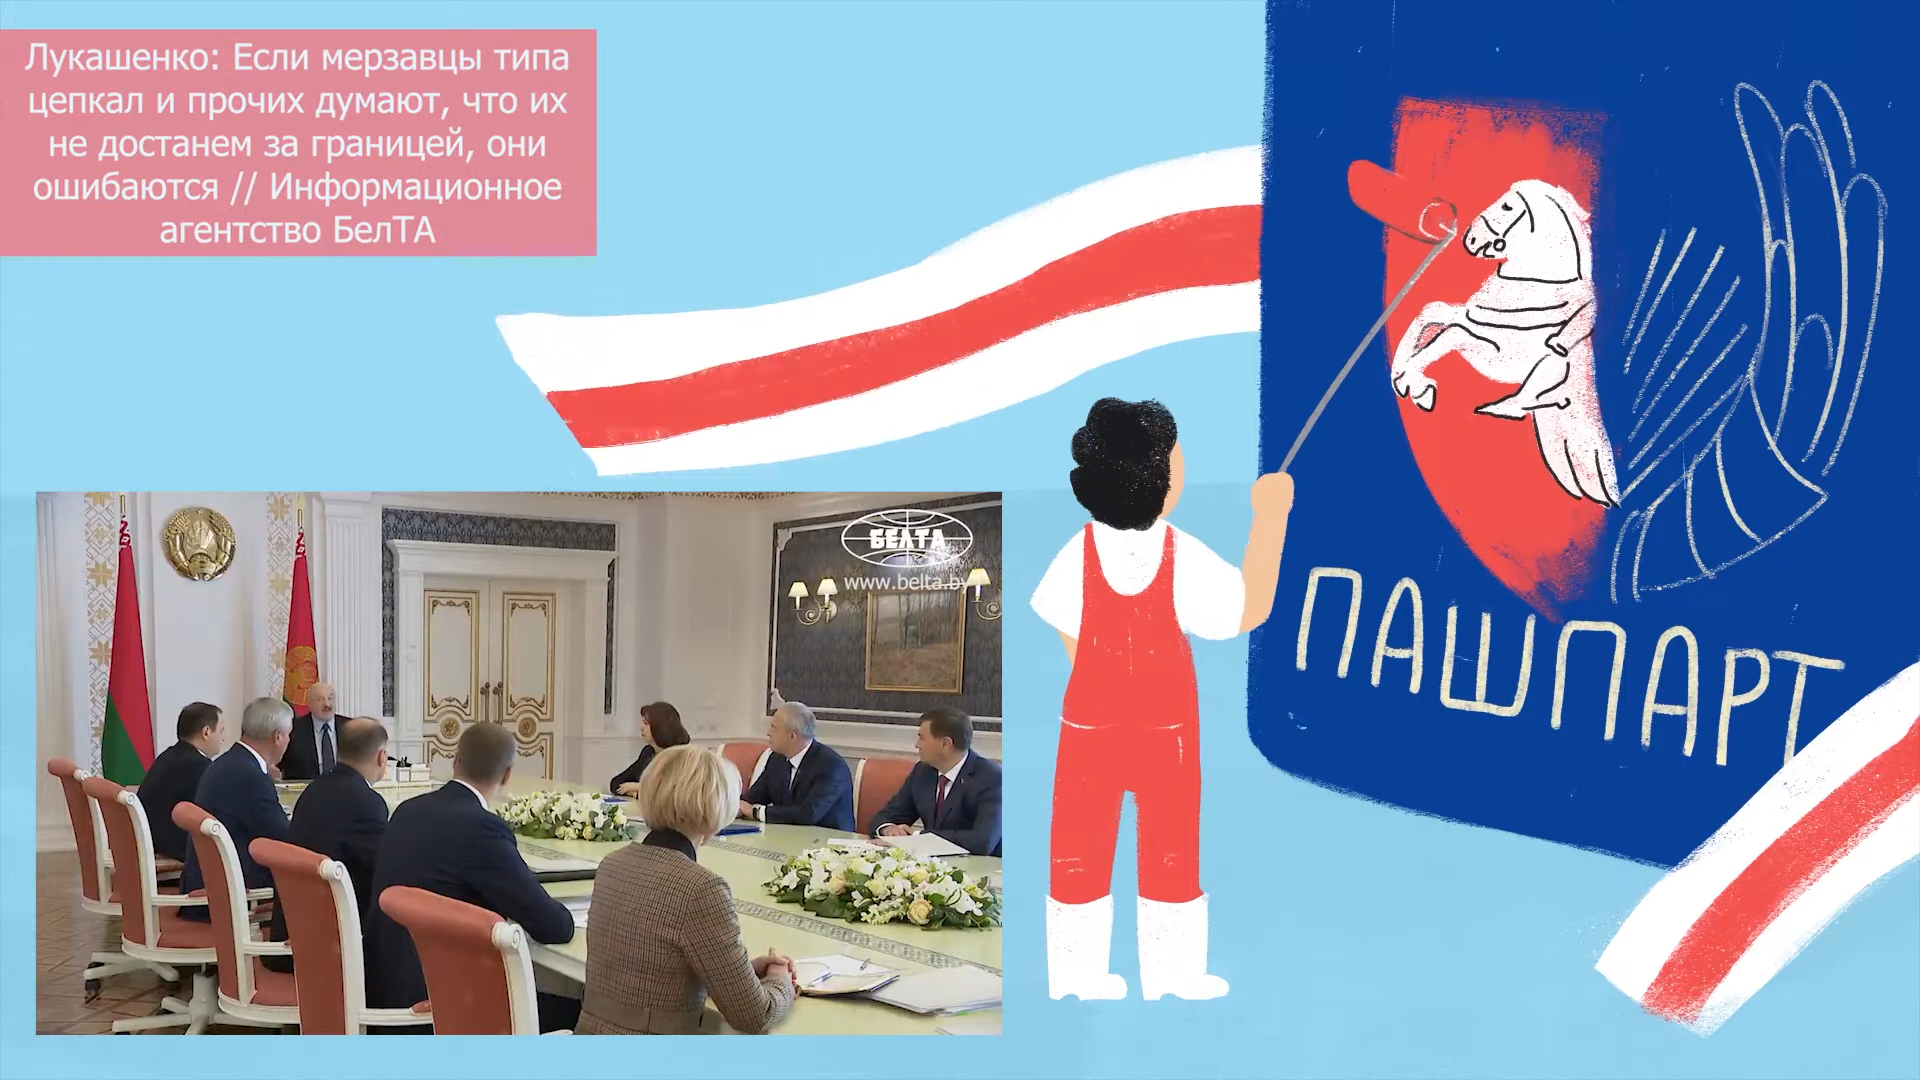 Лукашенко: Если мерзавцы типа
цепкал и прочих думают, что их
не достанем за границей, они
ошибаются // Информационное
агентство БелТА
БЕЛТА
www.belta.by
ПАШПАРТ